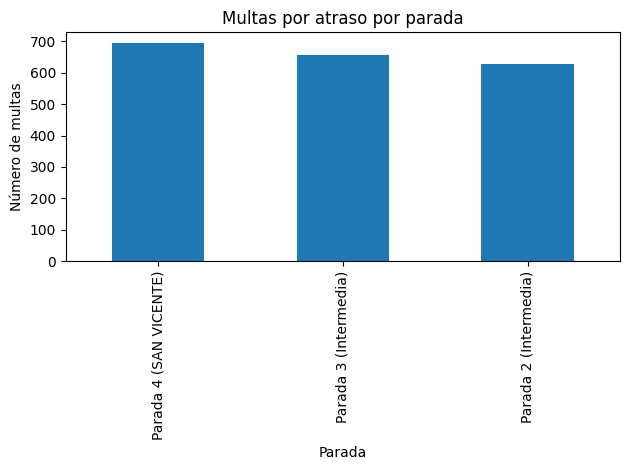 Multas por atraso por parada
Número de multas
700
600
500
400
300
200
100
0
Parada 4 (SAN VICENTE)
Parada 3 (Intermedia)
Parada 2 (Intermedia)
Parada